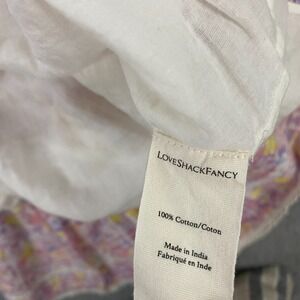 LOVESHACKFANCY
100% Cotton/Coton
Made in India
Fabriqué en Inde